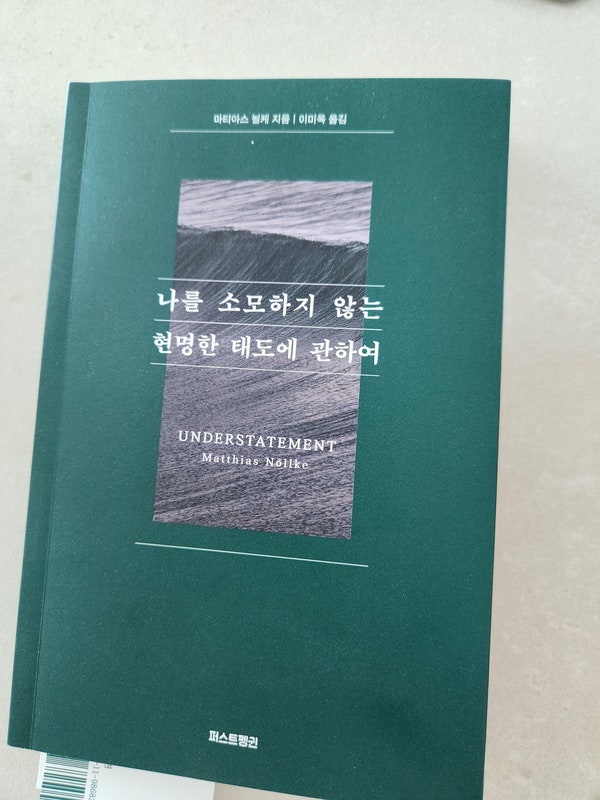 마티아스 뇔케 지음 | 이미옥 옮김
나를 소모하지 않는
현명한 태도에 관하여
UNDERSTATEMENT
Matthias Nöllke
퍼스트펭귄